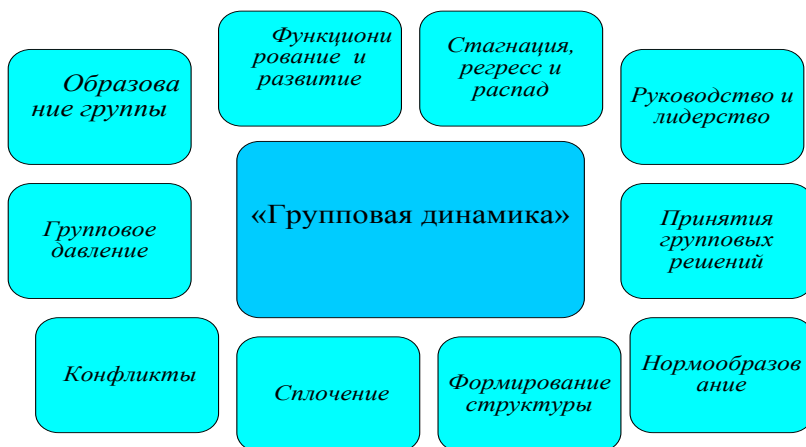 Образова
ние группы
Функциони
рование и
развитие
Стагнация,
регресс и
распад
Руководство и
лидерство
Групповое
давление
«Групповая динамика»
Принятия
групповых
решений
Конфликты
Сплочение
Формирование
структуры
Нормообразов
ание